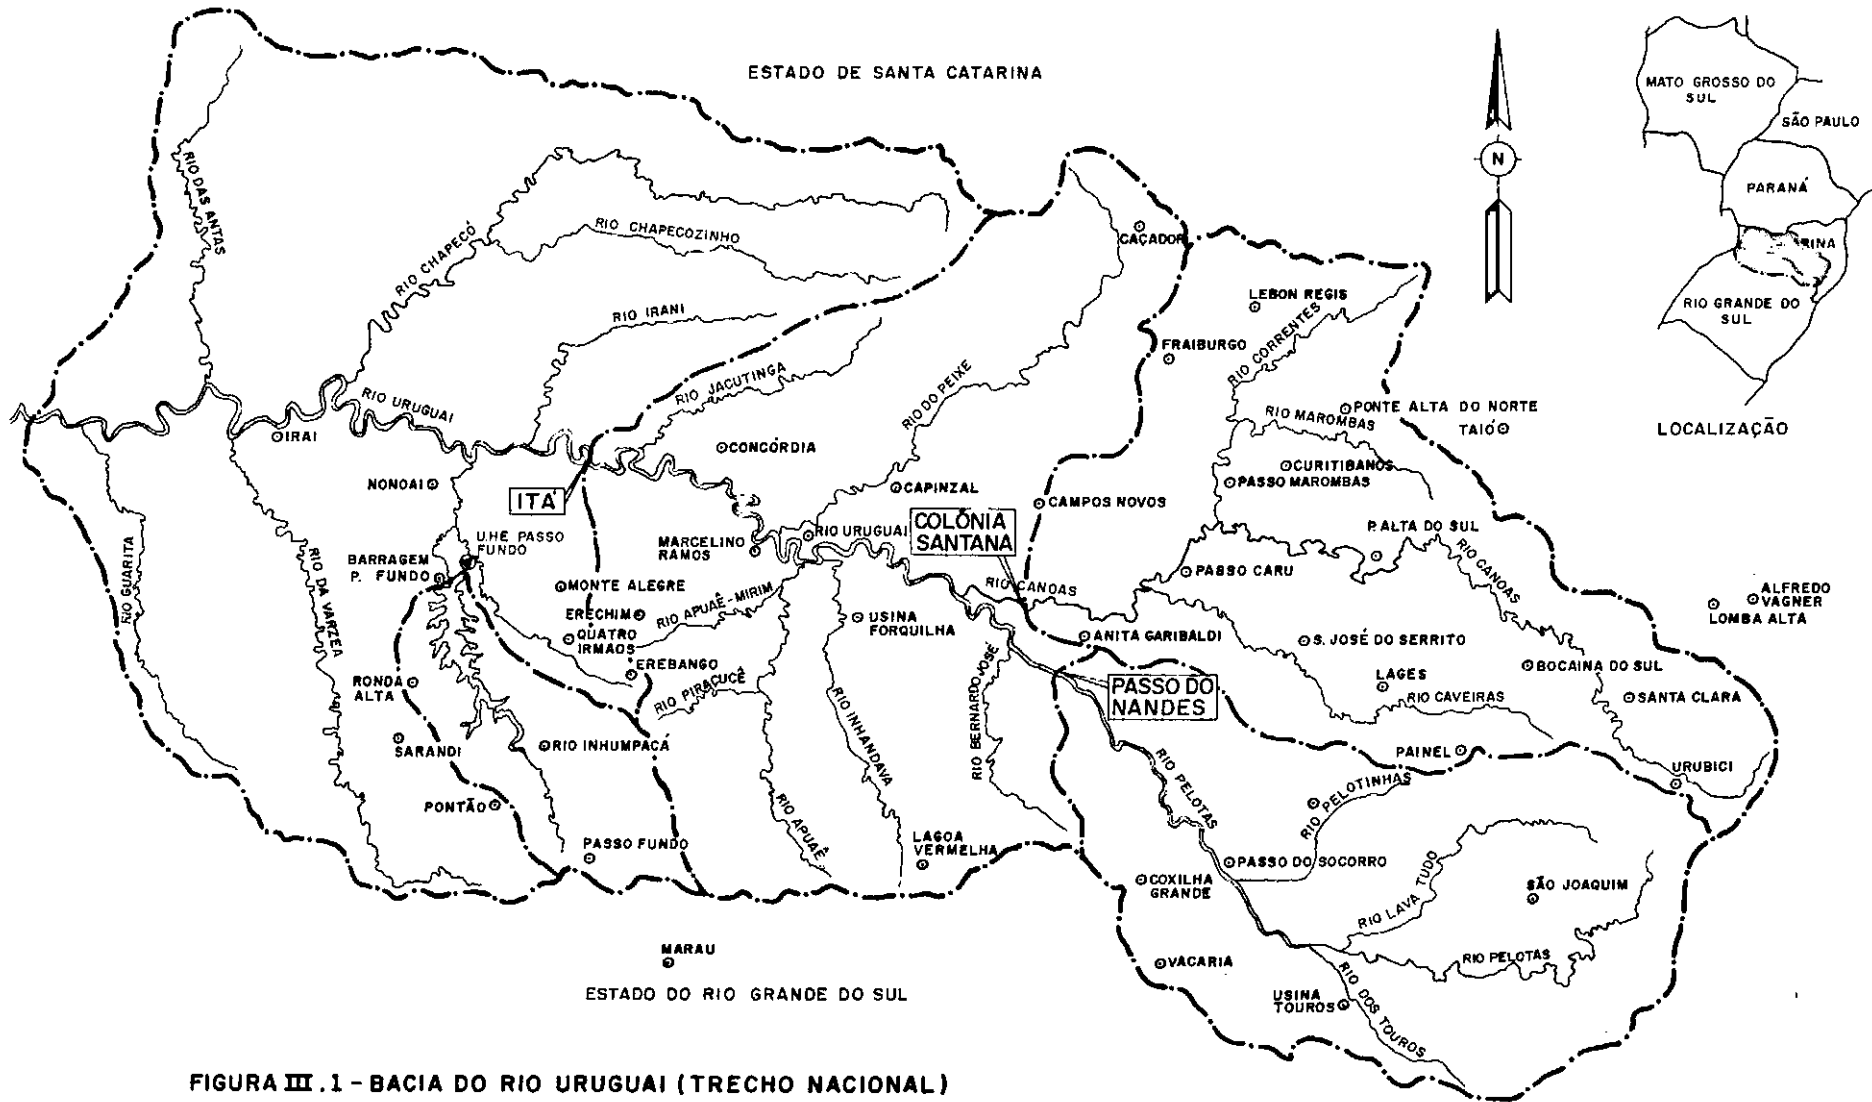 ESTADO DE SANTA CATARINA
N
MATO GROSSO DO
SUL
SÃO PAULO
PARANÁ
RINA
RIO GRANDE DO
SUL
LOCALIZAÇÃO
RIO DAS ANTAS
RIO CHAPECÓ
RIO CHAPECOZINHO
RIO IRANI
RIO JACUTINGA
RIO DO PEIXE
CAÇADOR
LEBON REGIS
FRAIBURGO
RIO CORRENTES
PONTE ALTA DO NORTE
RIO MAROMBAS
TAIÓ
RIO URUGUAI
IRAI
CONCÓRDIA
CURITIBANOS
PASSO MAROMBAS
NONOAI
ITÁ
CAPINZAL
CAMPOS NOVOS
COLÔNIA
SANTANA
RIO URUGUAI
MARCELINO
RAMOS
P. ALTA DO SUL
RIO CANOAS
U.HE PASSO
FUNDO
BARRAGEM
P. FUNDO
RIO GUARITA
RIO DA VARZEA
MONTE ALEGRE
ERECHIM
RIO APUAÊ-MIRIM
QUATRO
IRMAOS
EREBANGO
USINA
FORQUILHA
RIO CANOAS
PASSO CARU
ANITA GARIBALDI
S. JOSÉ DO SERRITO
ALFREDO
VAGNER
LOMBA ALTA
BOCAINA DO SUL
SANTA CLARA
LAGES
RIO CAVEIRAS
RONDA
ALTA
RIO PIRAÇUCÊ
RIO INHANDAVA
RIO BERNARDO JOSÉ
PASSO DO
NANDES
SARANDI
RIO INHUMPACA
PAINEL
URUBICI
RIO PELOTAS
RIO PELOTINHAS
PONTÃO
RIO APUAÊ
PASSO FUNDO
LAGOA
VERMELHA
PASSO DO SOCORRO
COXILHA
GRANDE
RIO LAVA TUDO
SÃO JOAQUIM
MARAU
VACARIA
RIO PELOTAS
USINA
TOUROS
RIO DOS TOUROS
ESTADO DO RIO GRANDE DO SUL
FIGURA III.1 - BACIA DO RIO URUGUAI (TRECHO NACIONAL)